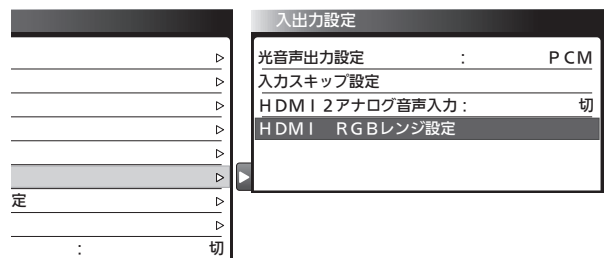 定
: 切
入出力設定
光音声出力設定 : PCM
入力スキップ設定
HDMI2アナログ音声入力: 切
HDMI RGBレンジ設定